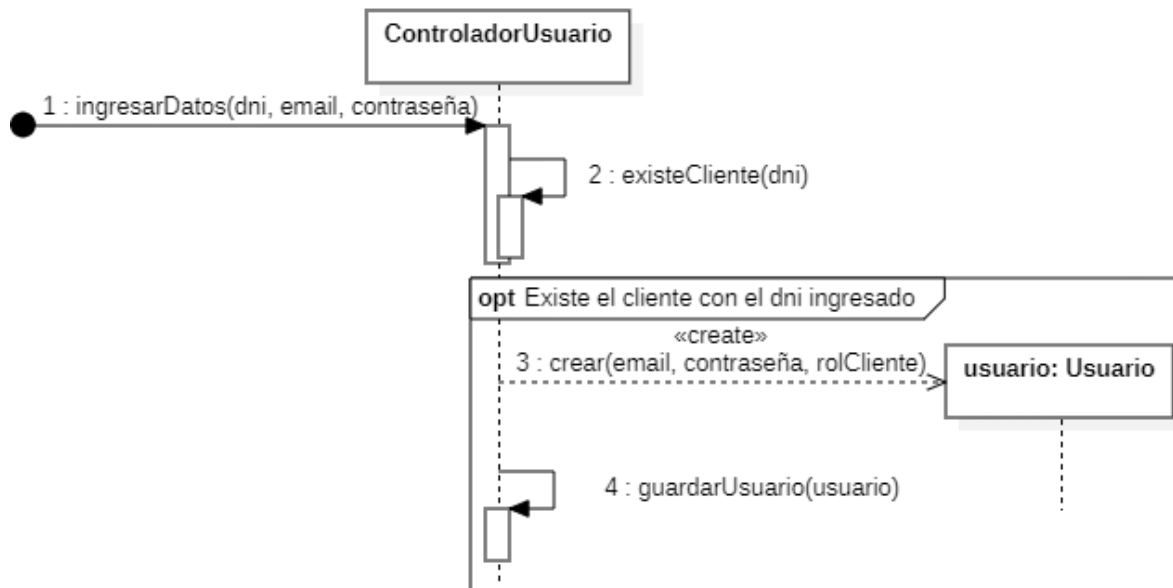 ControladorUsuario
1 : ingresarDatos(dni, email, contraseña)
2 : existeCliente(dni)
opt Existe el cliente con el dni ingresado
«create»
3 : crear(email, contraseña, rolCliente)
usuario: Usuario
4 : guardarUsuario(usuario)